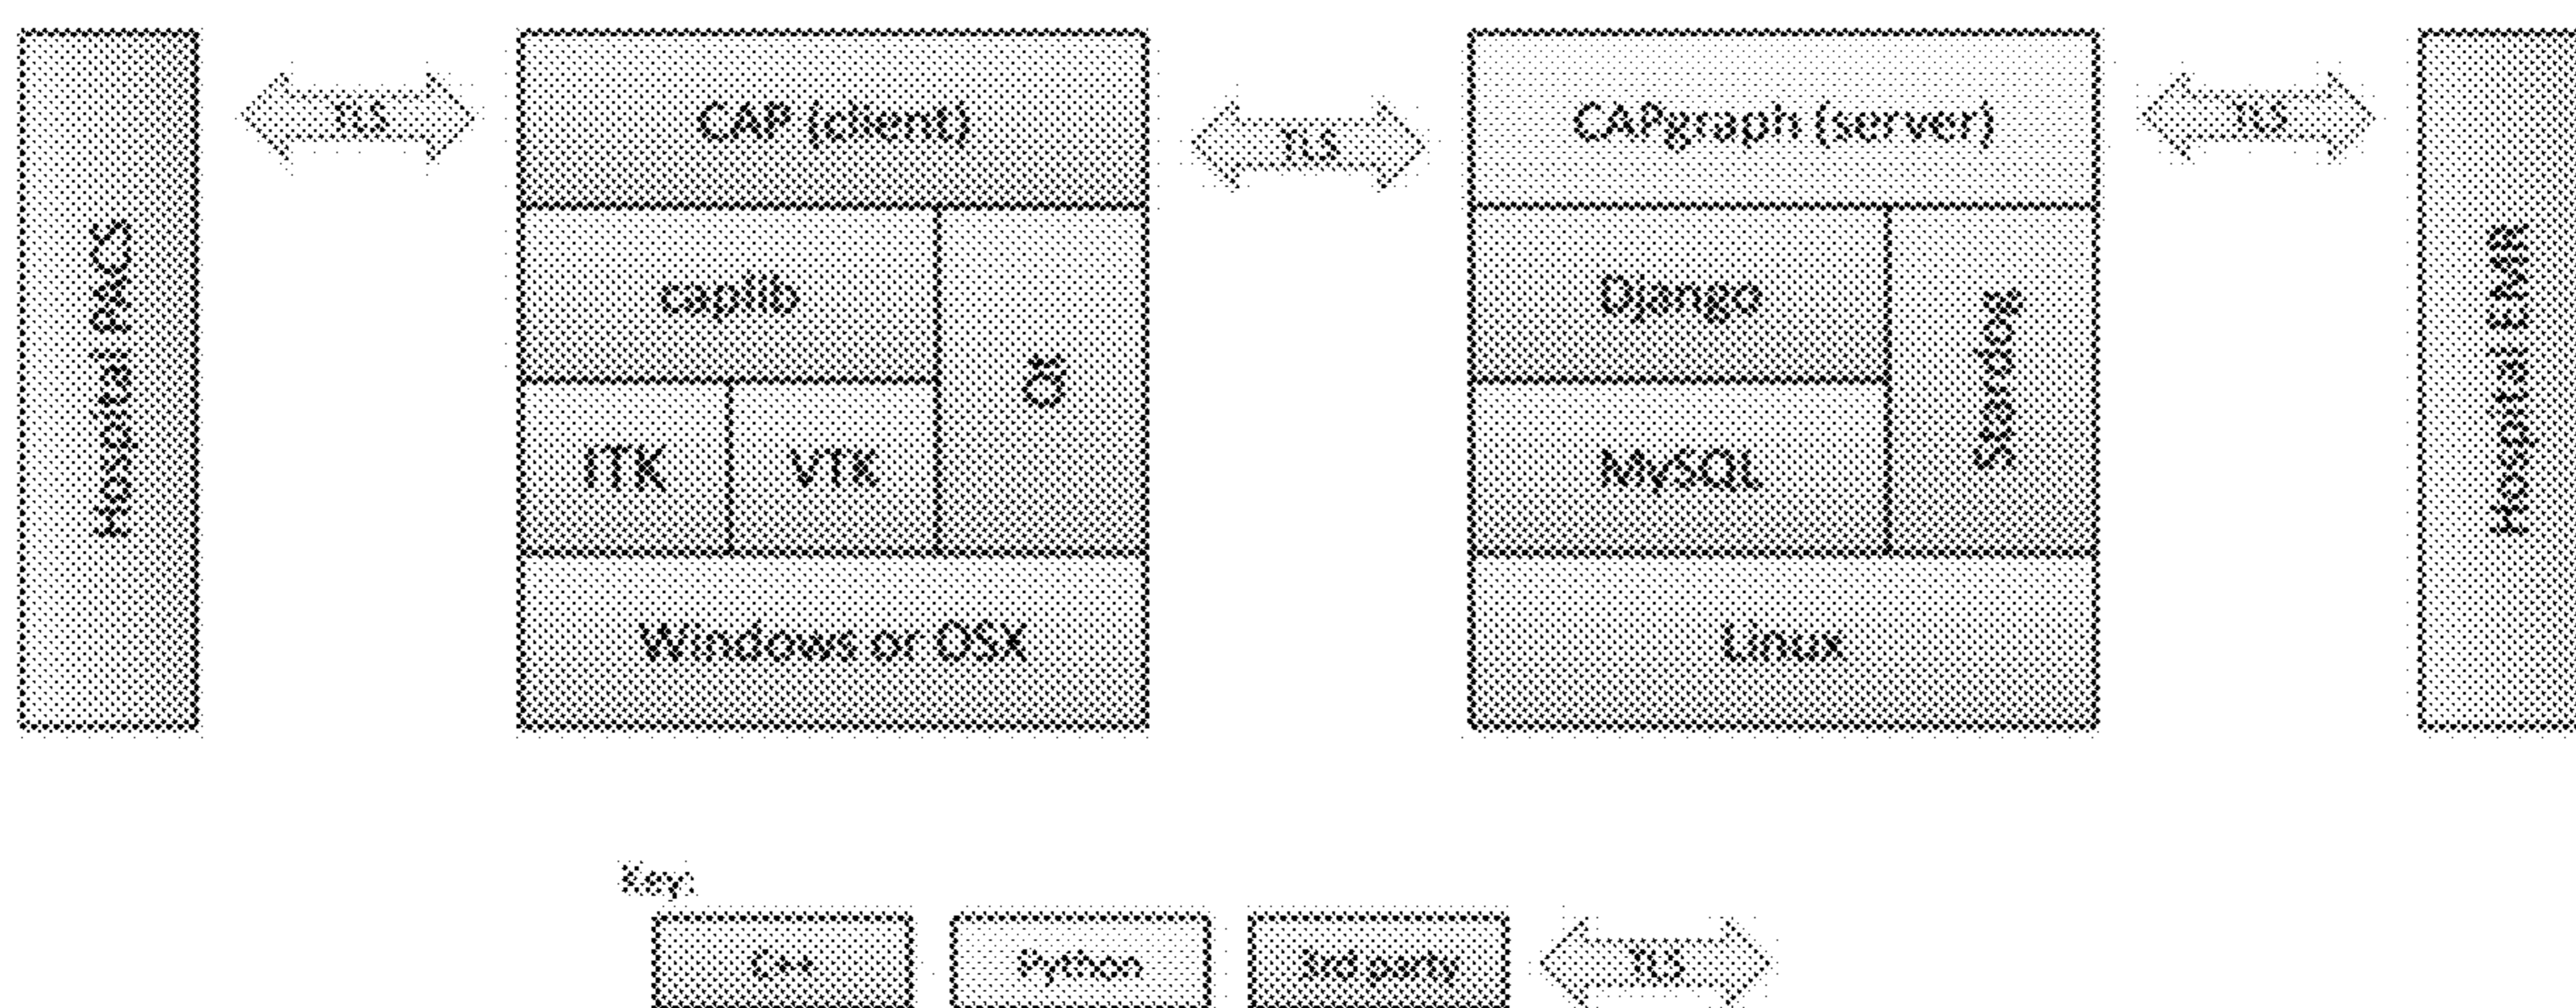 Hospital PACS
TLS
CAP (client)
caplib
Qt
ITK
VTK
Windows or OSX
TLS
CAPgraph (server)
Django
Stardog
MySQL
Linux
TLS
Hospital EMR
Key:
C++
Python
3rd party
TLS